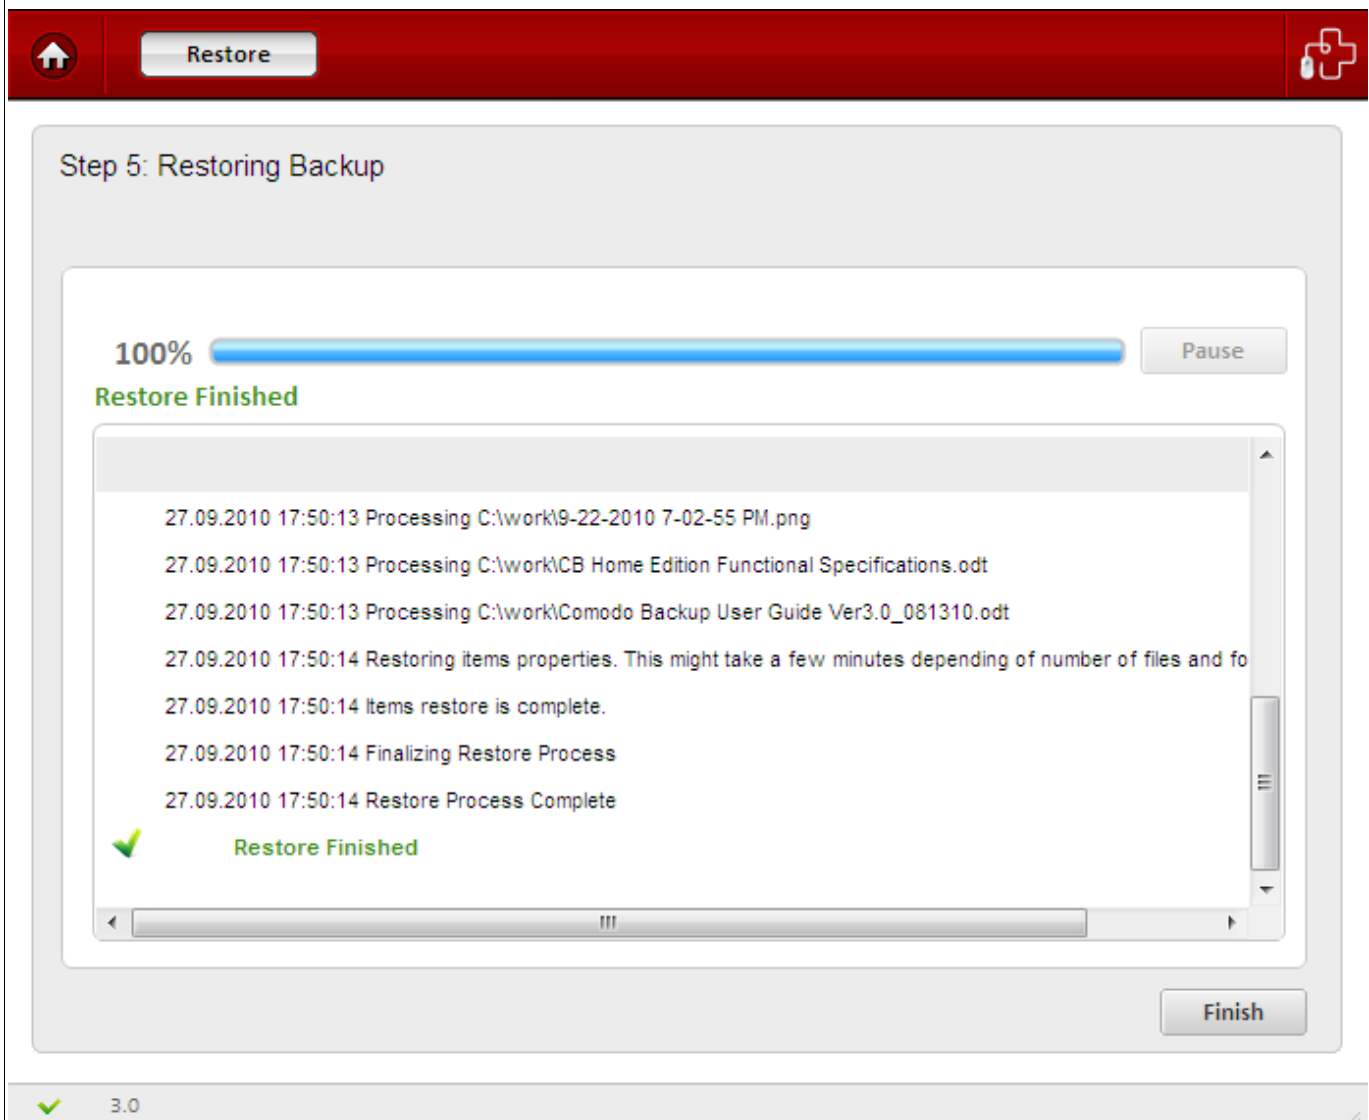 Restore
Step 5: Restoring Backup
100%
Pause
Restore Finished
27.09.2010 17:50:13 Processing C:\work\9-22-2010 7-02-55 PM.png
27.09.2010 17:50:13 Processing C:\work\CB Home Edition Functional Specifications.odt
27.09.2010 17:50:13 Processing C:\work\Comodo Backup User Guide Ver3.0_081310.odt
27.09.2010 17:50:14 Restoring items properties. This might take a few minutes depending of number of files and fo
27.09.2010 17:50:14 Items restore is complete.
27.09.2010 17:50:14 Finalizing Restore Process
27.09.2010 17:50:14 Restore Process Complete
Restore Finished
Finish
3.0